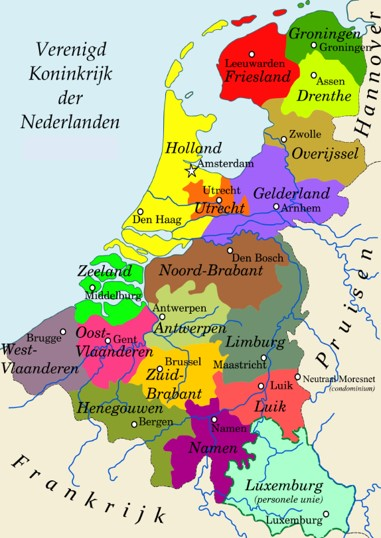 Verenigd
Koninkrijk
der
Nederlanden
Groningen
Groningen
Leeuwarden
Friesland
Assen
Drenthe
Hannover
Zwolle
Overijssel
Holland
Amsterdam
Utrecht
Utrecht
Gelderland
Arnhem
Den Haag
Den Bosch
Noord-Brabant
Zeeland
Middelburg
Antwerpen
Antwerpen
Pruisen
Brugge
West-
Vlaanderen
Oost-
Vlaanderen
Gent
Limburg
Maastricht
Brussel
Zuid-
Brabant
Luik
Luik
Neutraal-Moresnet
(condominium)
Henegouwen
Bergen
Namen
Namen
Frankrijk
Luxemburg
(personele unie)
Luxemburg